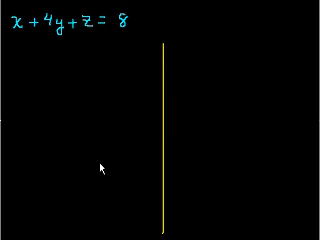 x + 4y + z = 8